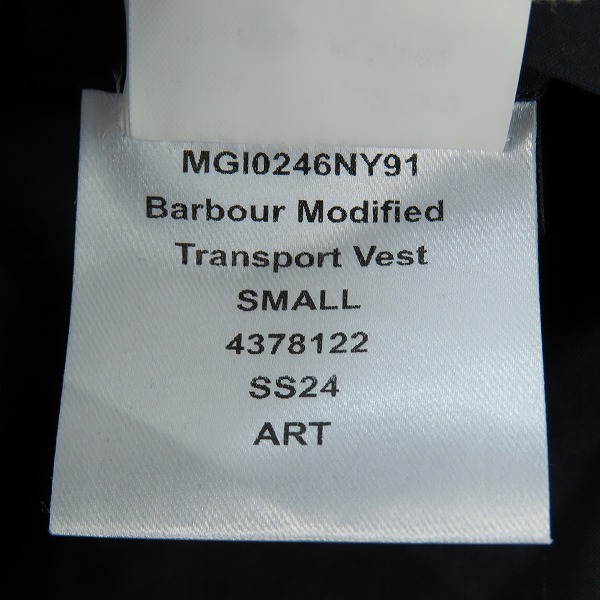 MGI0246NY91
Barbour Modified
Transport Vest
SMALL
4378122
SS24
ART